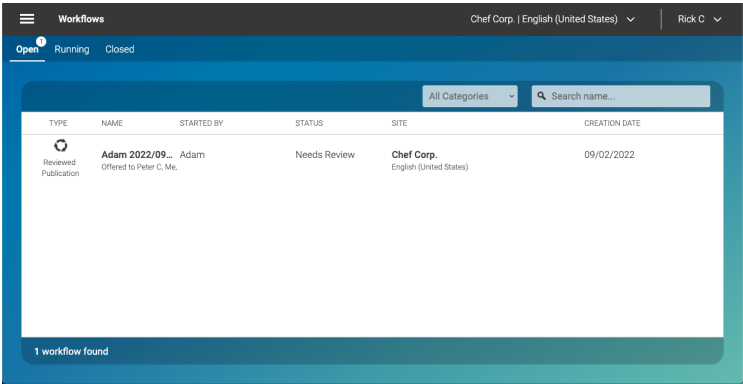 Workflows
Chef Corp. | English (United States)
Rick C
Open 1
Running
Closed
All Categories
Search name...
TYPE NAME STARTED BY STATUS SITE CREATION DATE
Reviewed
Publication
Adam 2022/09... Adam Needs Review Chef Corp. 09/02/2022
Offered to Peter C, Me, English (United States)
1 workflow found